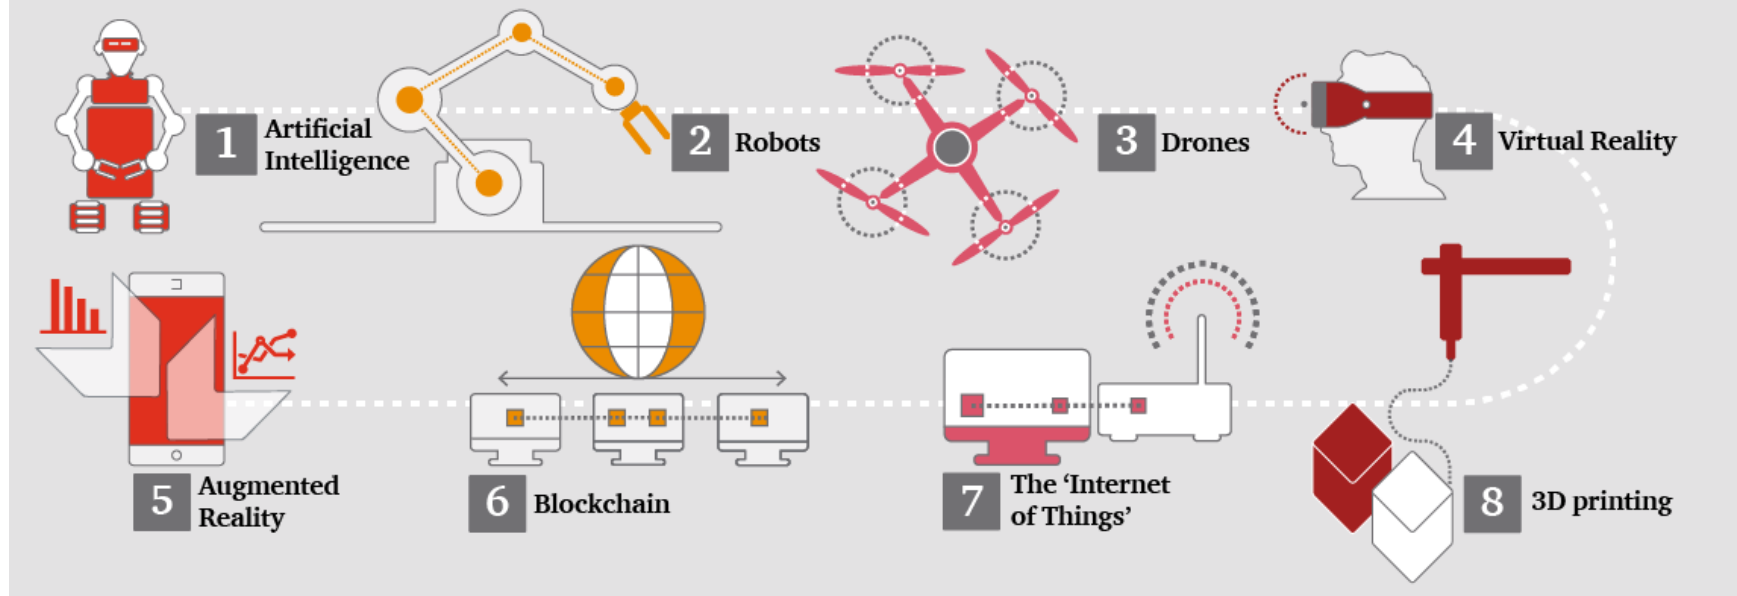 1
Artificial
Intelligence
2
Robots
3
Drones
4
Virtual Reality
5
Augmented
Reality
6
Blockchain
7
The ‘Internet
of Things’
8
3D printing